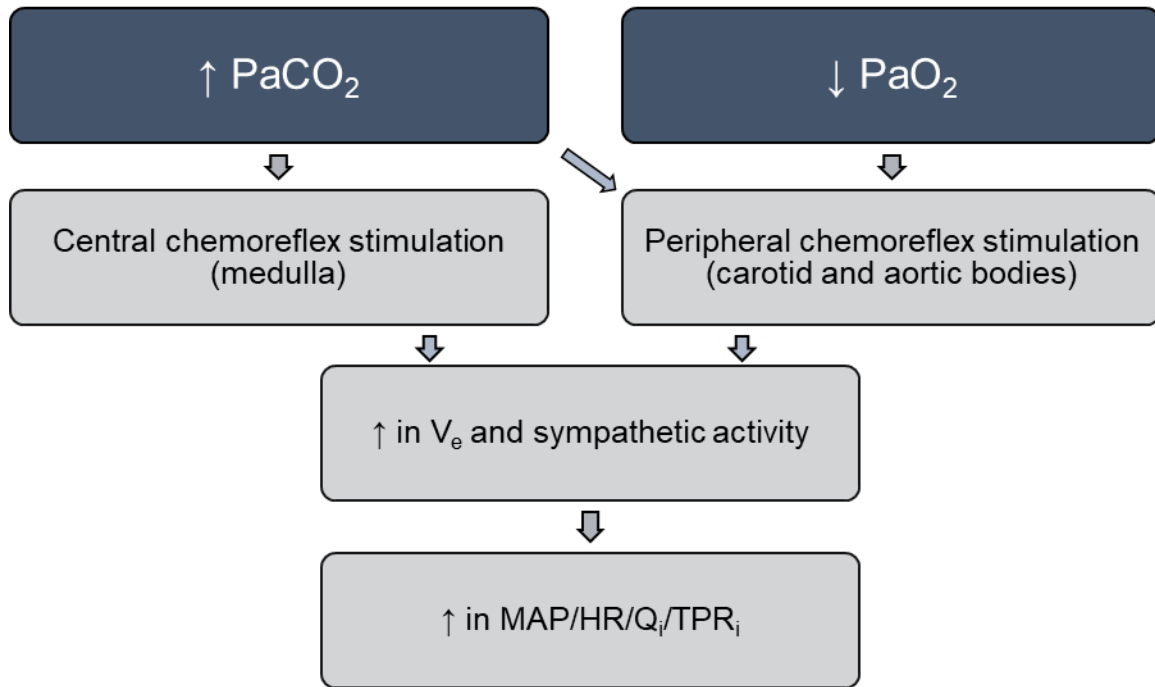 ↑ PaCO₂
↓ PaO₂
Central chemoreflex stimulation
(medulla)
Peripheral chemoreflex stimulation
(carotid and aortic bodies)
↑ in Vₑ and sympathetic activity
↑ in MAP/HR/Qᵢ/TPRᵢ